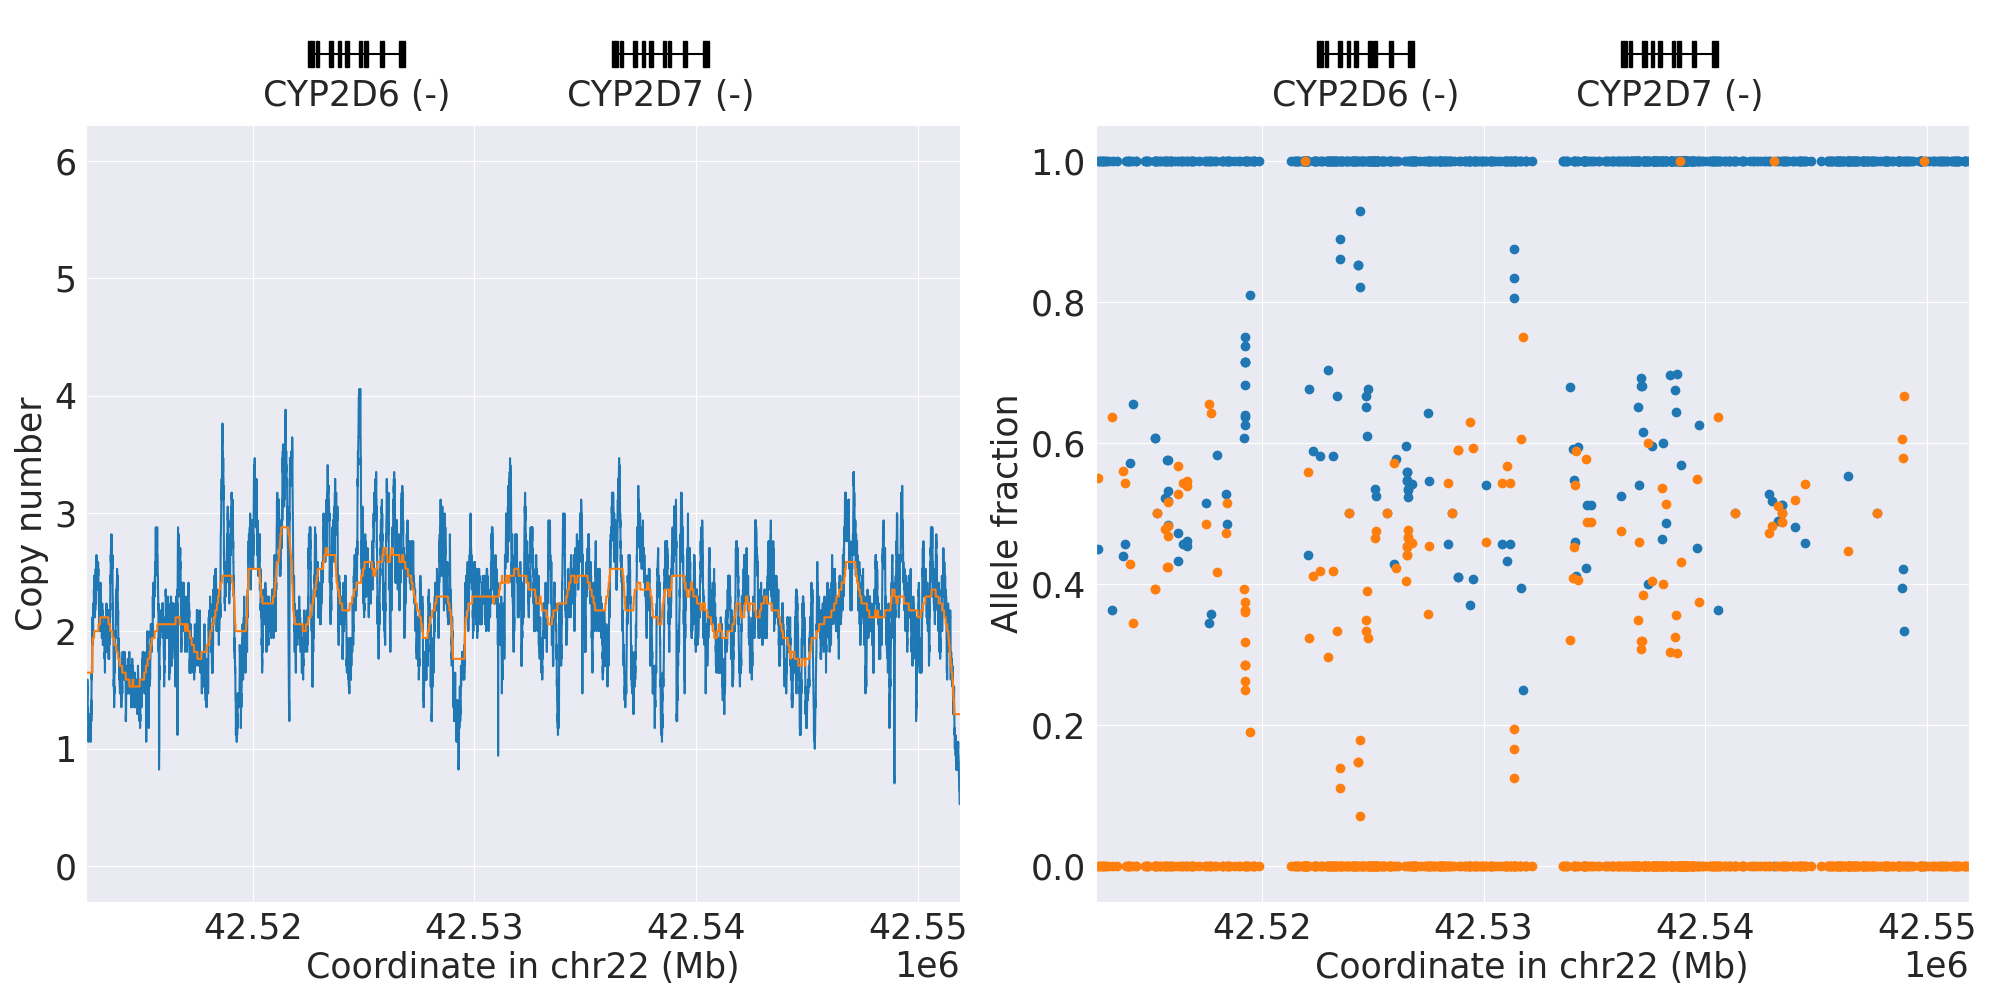 CYP2D6 (-)
CYP2D7 (-)
CYP2D6 (-)
CYP2D7 (-)
Copy number
6
5
4
3
2
1
0
42.52
42.53
42.54
42.55
Coordinate in chr22 (Mb)
1e6
Allele fraction
1.0
0.8
0.6
0.4
0.2
0.0
42.52
42.53
42.54
42.55
Coordinate in chr22 (Mb)
1e6